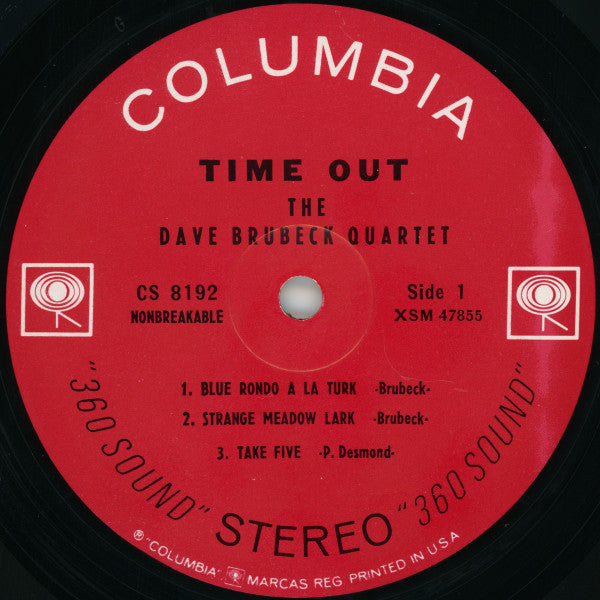 COLUMBIA
TIME OUT
THE
DAVE BRUBECK QUARTET
CS 8192
NONBREAKABLE
Side 1
XSM 47855
1. BLUE RONDO A LA TURK -Brubeck-
2. STRANGE MEADOW LARK -Brubeck-
3. TAKE FIVE -P. Desmond-
"360 SOUND" STEREO "360 SOUND"
® "COLUMBIA", MARCAS REG. PRINTED IN U S A